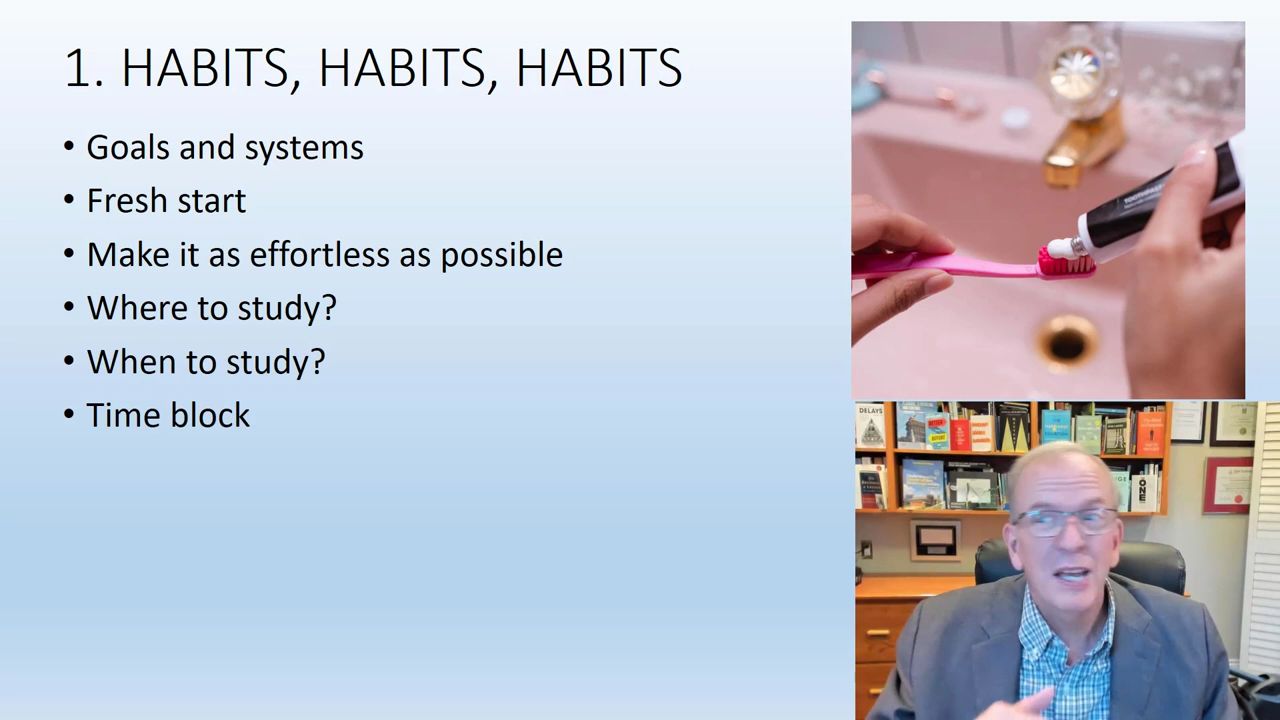 1. HABITS, HABITS, HABITS
• Goals and systems
• Fresh start
• Make it as effortless as possible
• Where to study?
• When to study?
• Time block
DELAYS